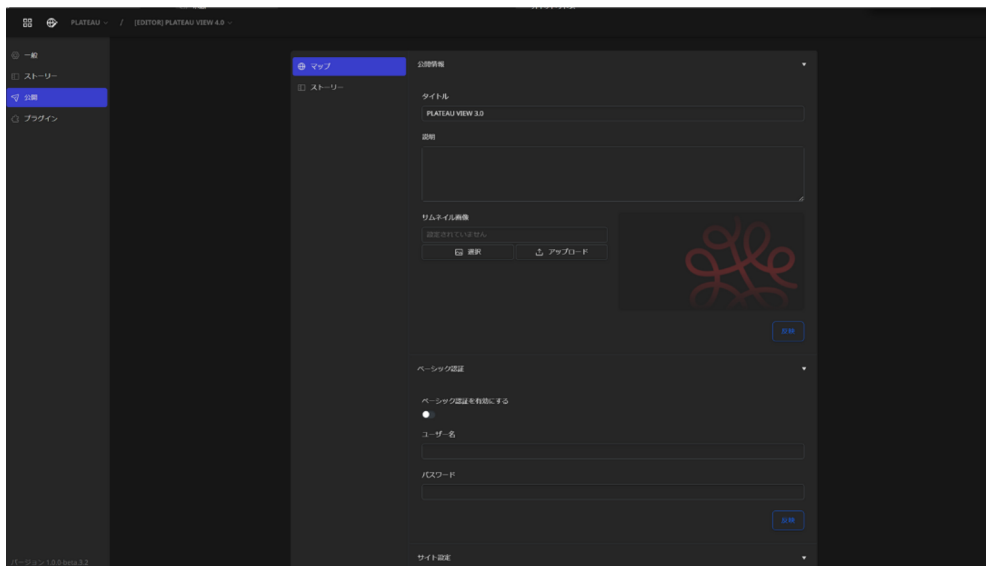 PLATEAU / [EDITOR] PLATEAU VIEW 4.0
一般
ストーリー
公開
プラグイン
マップ
ストーリー
公開情報
タイトル
PLATEAU VIEW 3.0
説明
サムネイル画像
設定されていません
選択
アップロード
反映
ベーシック認証
ベーシック認証を有効にする
ユーザー名
パスワード
反映
サイト設定
バージョン 1.0.0-beta.3.2